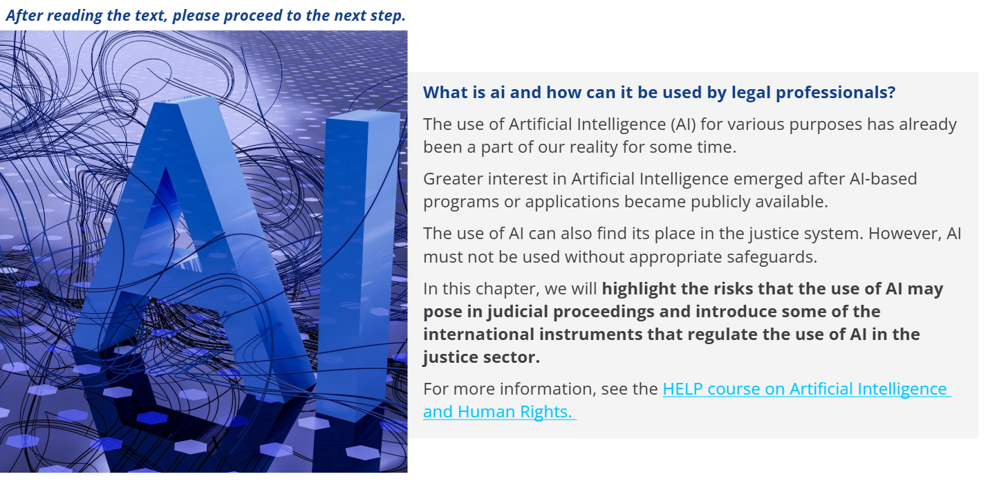 After reading the text, please proceed to the next step.
AI
What is ai and how can it be used by legal professionals?
The use of Artificial Intelligence (AI) for various purposes has already
been a part of our reality for some time.
Greater interest in Artificial Intelligence emerged after AI-based
programs or applications became publicly available.
The use of AI can also find its place in the justice system. However, AI
must not be used without appropriate safeguards.
In this chapter, we will highlight the risks that the use of AI may
pose in judicial proceedings and introduce some of the
international instruments that regulate the use of AI in the
justice sector.
For more information, see the HELP course on Artificial Intelligence
and Human Rights.